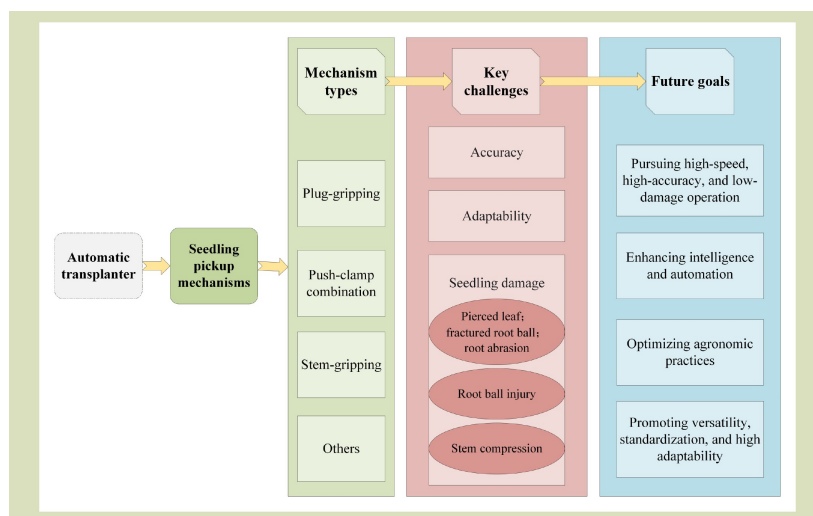 Automatic
transplanter
Seedling
pickup
mechanisms
Mechanism
types
Plug-gripping
Push-clamp
combination
Stem-gripping
Others
Key
challenges
Accuracy
Adaptability
Seedling damage
Pierced leaf;
fractured root ball;
root abrasion
Root ball injury
Stem compression
Future goals
Pursuing high-speed,
high-accuracy, and low-
damage operation
Enhancing intelligence
and automation
Optimizing agronomic
practices
Promoting versatility,
standardization, and high
adaptability